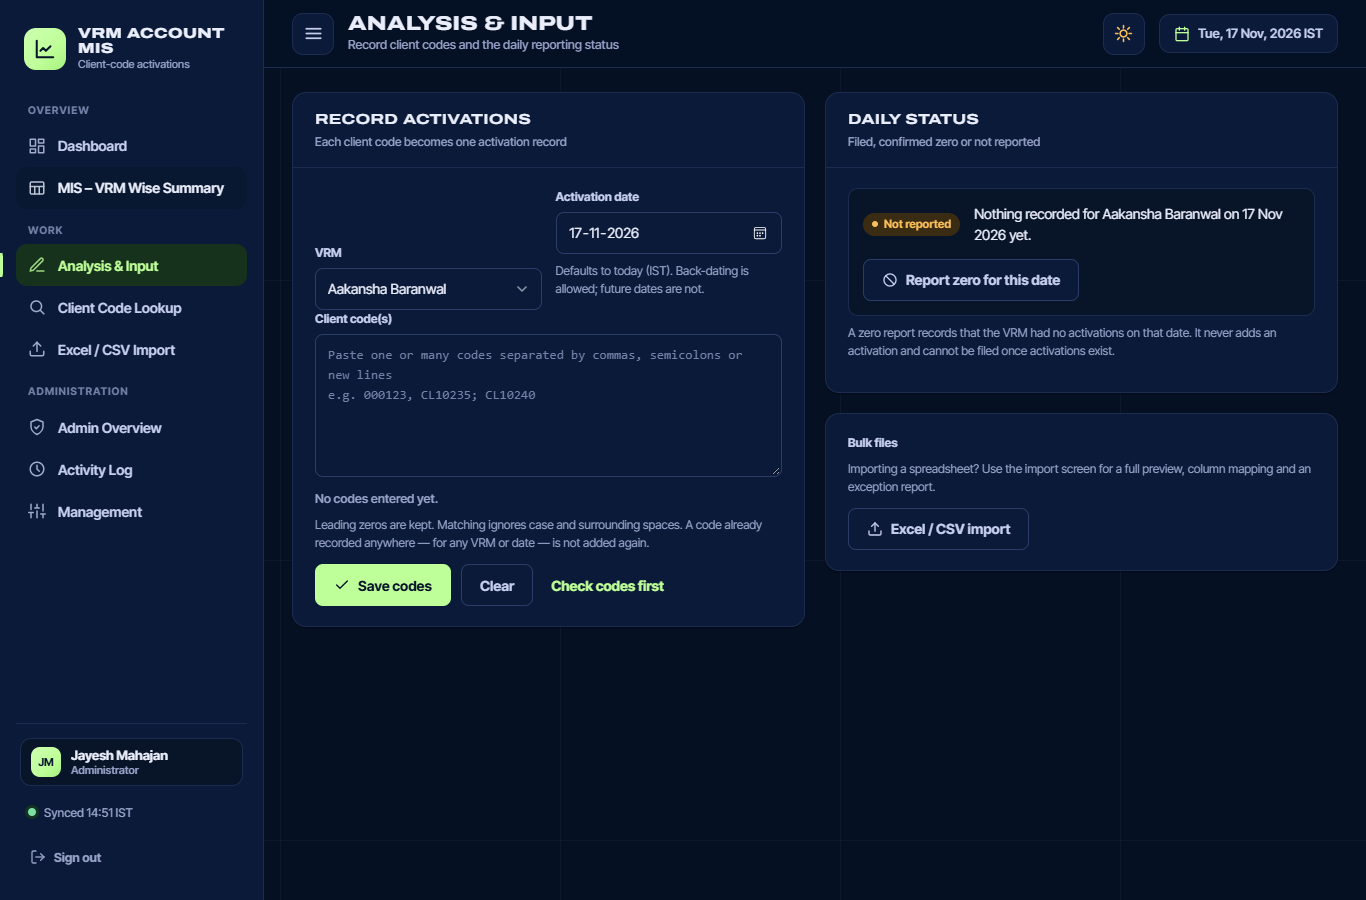 VRM ACCOUNT
MIS
Client-code activations
OVERVIEW
Dashboard
MIS – VRM Wise Summary
WORK
Analysis & Input
Client Code Lookup
Excel / CSV Import
ADMINISTRATION
Admin Overview
Activity Log
Management
JM
Jayesh Mahajan
Administrator
Synced 14:51 IST
Sign out
ANALYSIS & INPUT
Record client codes and the daily reporting status
Tue, 17 Nov, 2026 IST
RECORD ACTIVATIONS
Each client code becomes one activation record
VRM
Aakansha Baranwal
Activation date
17-11-2026
Defaults to today (IST). Back-dating is
allowed; future dates are not.
Client code(s)
Paste one or many codes separated by commas, semicolons or
new lines
e.g. 000123, CL10235; CL10240
No codes entered yet.
Leading zeros are kept. Matching ignores case and surrounding spaces. A code already
recorded anywhere — for any VRM or date — is not added again.
Save codes
Clear
Check codes first
DAILY STATUS
Filed, confirmed zero or not reported
Not reported
Nothing recorded for Aakansha Baranwal on 17 Nov
2026 yet.
Report zero for this date
A zero report records that the VRM had no activations on that date. It never adds an
activation and cannot be filed once activations exist.
Bulk files
Importing a spreadsheet? Use the import screen for a full preview, column mapping and an
exception report.
Excel / CSV import